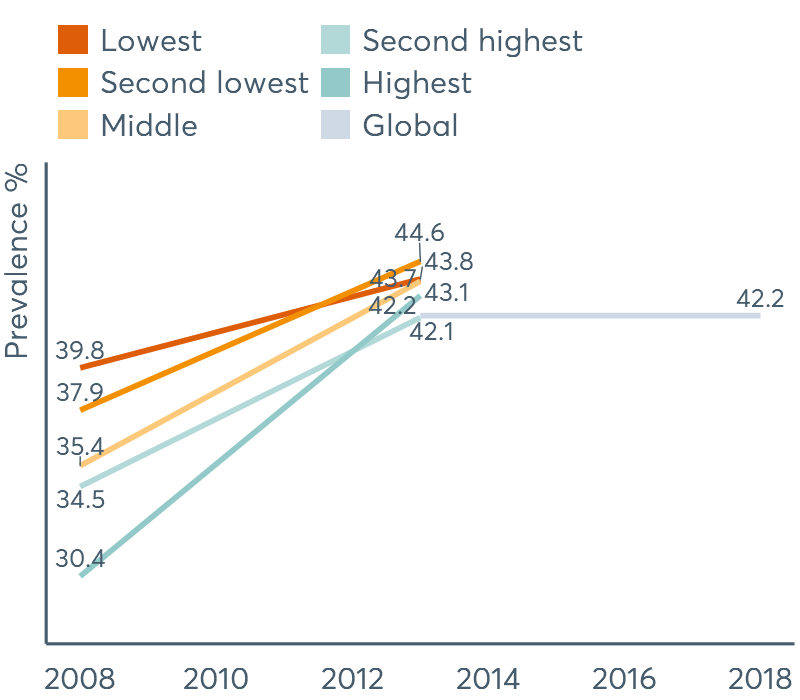 Lowest
Second highest
Second lowest
Highest
Middle
Global
Prevalence %
44.6
43.8
43.7
43.1
42.2
42.2
42.1
39.8
37.9
35.4
34.5
30.4
2008 2010 2012 2014 2016 2018